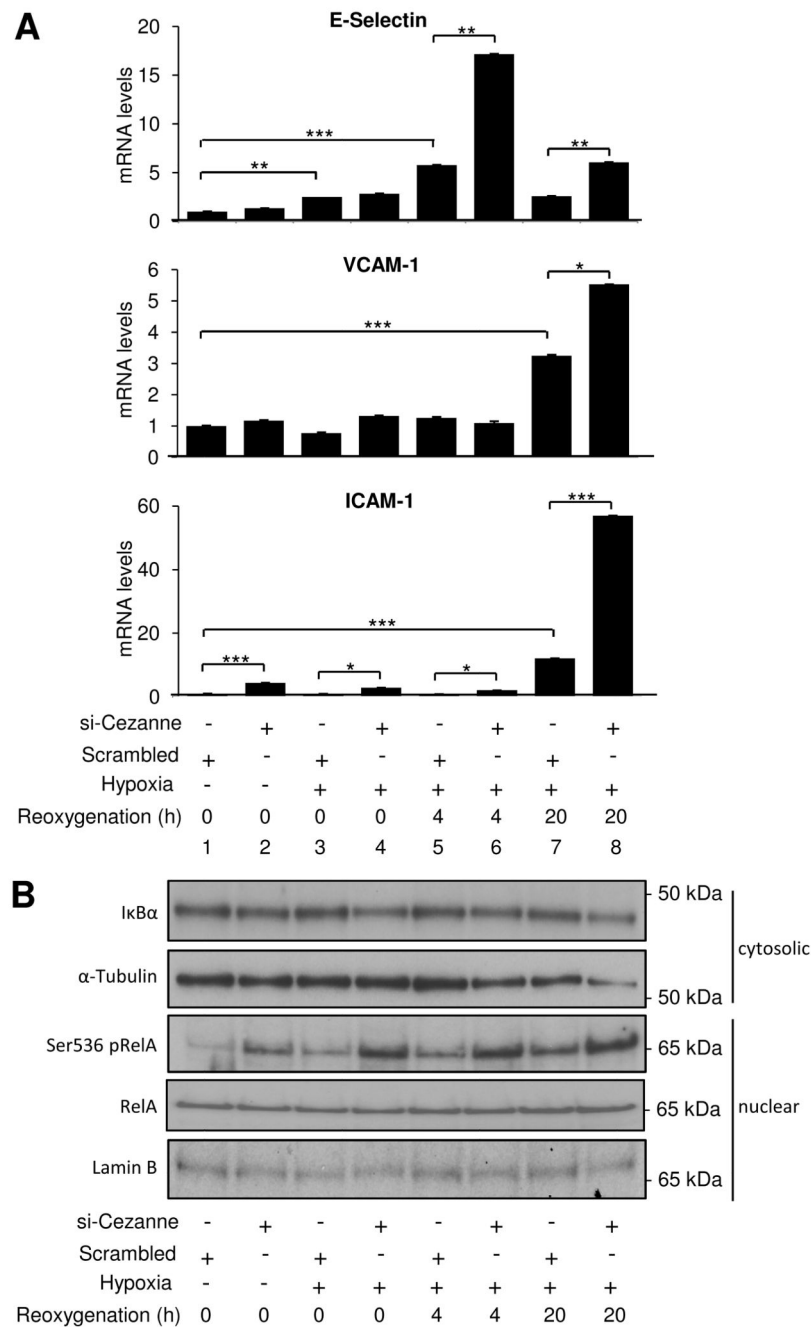 A
E-Selectin
mRNA levels
20
15
10
5
0
**
***
**
**
VCAM-1
mRNA levels
6
5
4
3
2
1
0
*
***
ICAM-1
mRNA levels
60
40
20
0
***
***
***
*
*
si-Cezanne - + - + - + - +
Scrambled + - + - + - + -
Hypoxia - - + + + + + +
Reoxygenation (h) 0 0 0 0 4 4 20 20
1 2 3 4 5 6 7 8
B
IκBα
50 kDa
cytosolic
α-Tubulin
50 kDa
Ser536 pRelA
65 kDa
RelA
65 kDa
nuclear
Lamin B
65 kDa
si-Cezanne - + - + - + - +
Scrambled + - + - + - + -
Hypoxia - - + + + + + +
Reoxygenation (h) 0 0 0 0 4 4 20 20